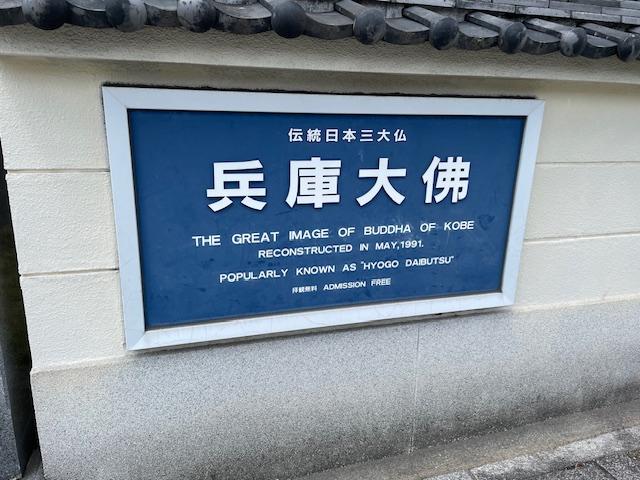 伝統日本三大仏
兵庫大佛
THE GREAT IMAGE OF BUDDHA OF KOBE
RECONSTRUCTED IN MAY,1991.
POPULARLY KNOWN AS "HYOGO DAIBUTSU"
拝観無料 ADMISSION FREE